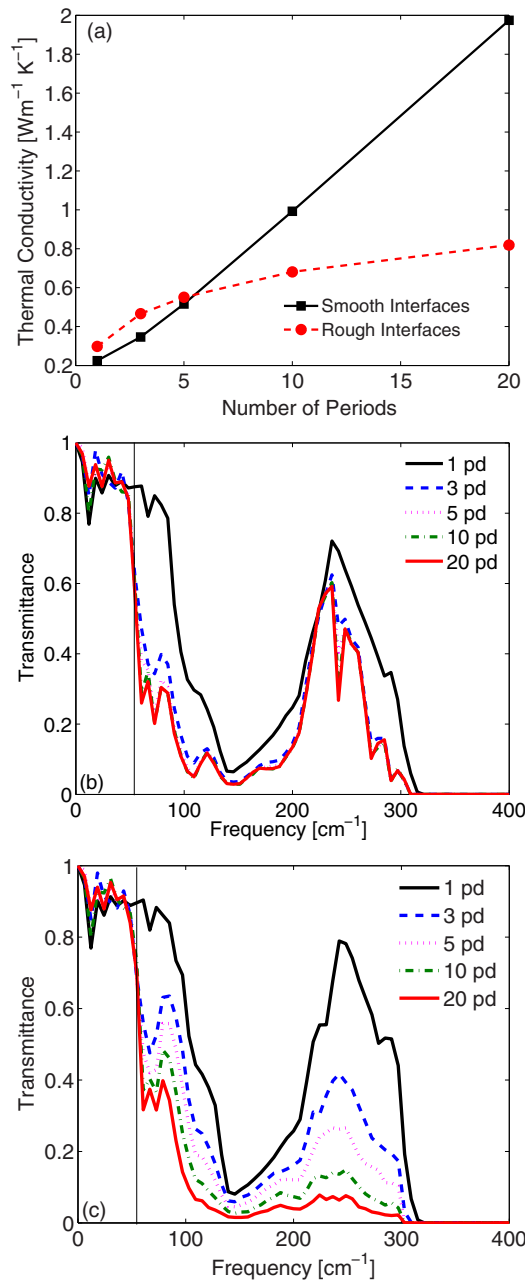 (a)
Thermal Conductivity [Wm⁻¹ K⁻¹]
2
1.8
1.6
1.4
1.2
1
0.8
0.6
0.4
0.2
Smooth Interfaces
Rough Interfaces
0 5 10 15 20
Number of Periods
1
0.8
0.6
0.4
0.2
0
Transmittance
1 pd
3 pd
5 pd
10 pd
20 pd
(b)
0 100 200 300 400
Frequency [cm⁻¹]
1
0.8
0.6
0.4
0.2
0
Transmittance
1 pd
3 pd
5 pd
10 pd
20 pd
(c)
0 100 200 300 400
Frequency [cm⁻¹]